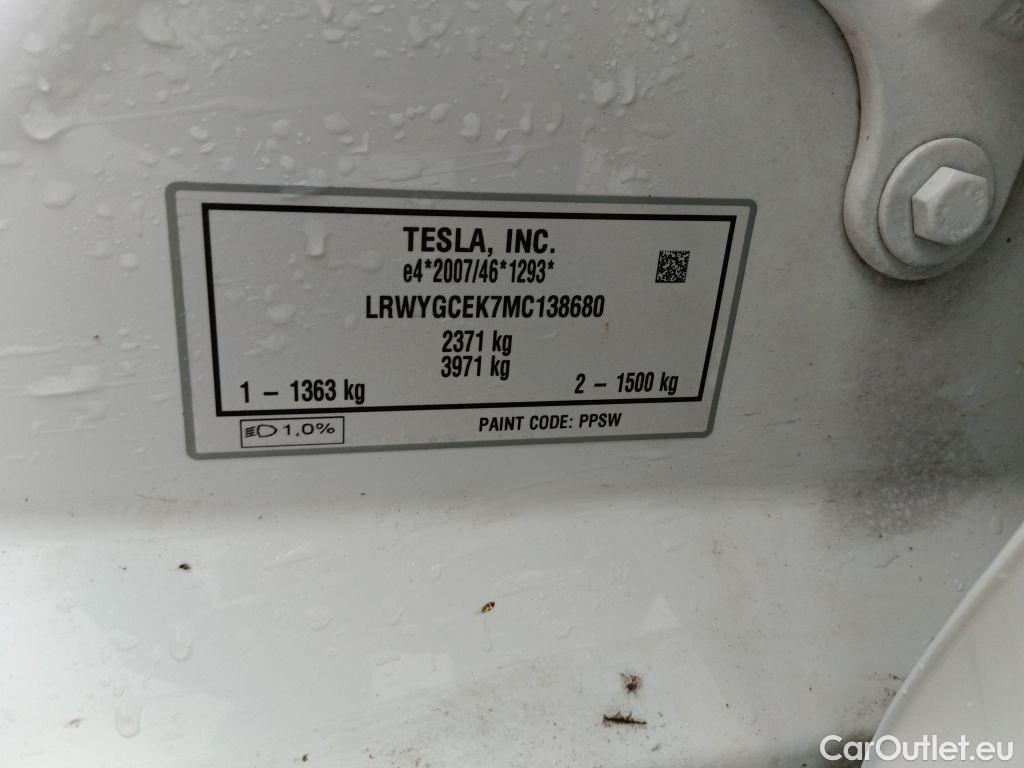 TESLA, INC.
e4*2007/46*1293*
LRWYGCEK7MC138680
2371 kg
3971 kg
1 – 1363 kg
2 – 1500 kg
1,0%
PAINT CODE: PPSW
CarOutlet.eu